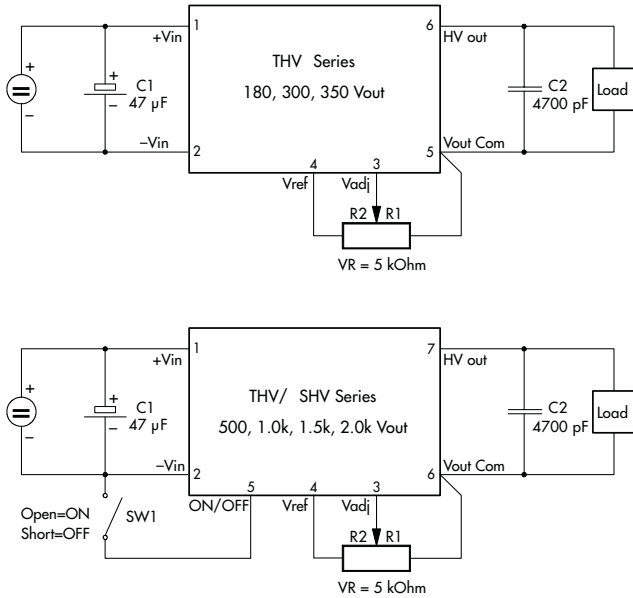 1
6
+Vin
THV Series
HV out
+
+
C1
180, 300, 350 Vout
C2
Load
–
–
47 µF
4700 pF
–Vin
2
5
Vout Com
4
3
Vref
Vadj
R2
R1
VR = 5 kOhm
1
7
+Vin
HV out
+
+
C1
THV/ SHV Series
C2
Load
–
–
47 µF
500, 1.0k, 1.5k, 2.0k Vout
4700 pF
–Vin
2
6
Vout Com
5
4
3
ON/OFF
Vref
Vadj
Open=ON
SW1
Short=OFF
R2
R1
VR = 5 kOhm